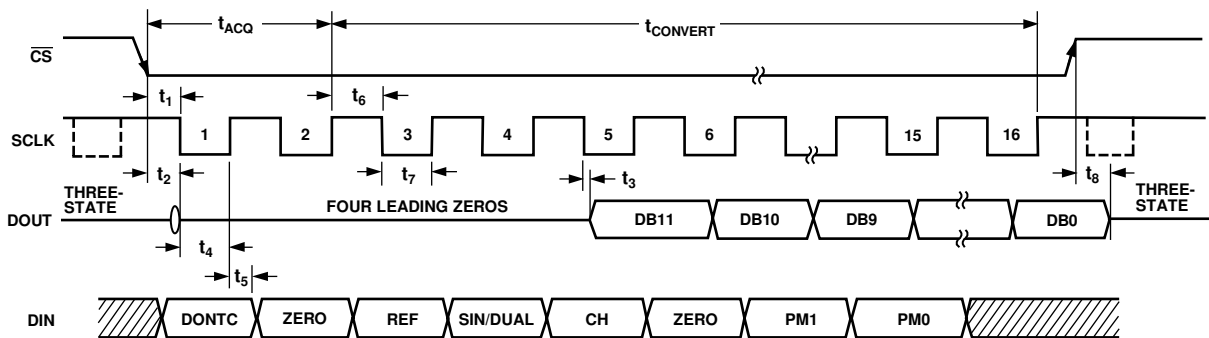 tACQ tCONVERT
CS
t1 t6
SCLK 1 2 3 4 5 6 15 16
t2 t7 t3 t8
THREE-
STATE
DOUT FOUR LEADING ZEROS DB11 DB10 DB9 DB0
THREE-
STATE
t4
t5
DIN DONTC ZERO REF SIN/DUAL CH ZERO PM1 PM0